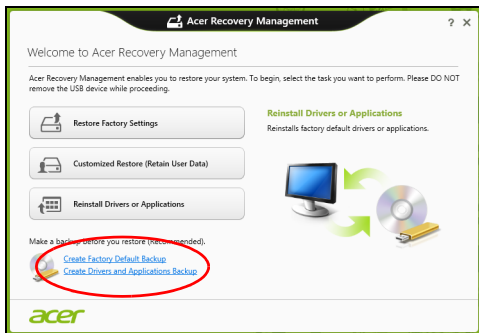 Acer Recovery Management
? ×
Welcome to Acer Recovery Management
Acer Recovery Management enables you to restore your system. To begin, select the task you want to perform. Please DO NOT
remove the USB device while proceeding.
Restore Factory Settings
Customized Restore (Retain User Data)
Reinstall Drivers or Applications
Reinstall Drivers or Applications
Reinstalls factory default drivers or applications.
Make a backup before you restore (Recommended).
Create Factory Default Backup
Create Drivers and Applications Backup
acer